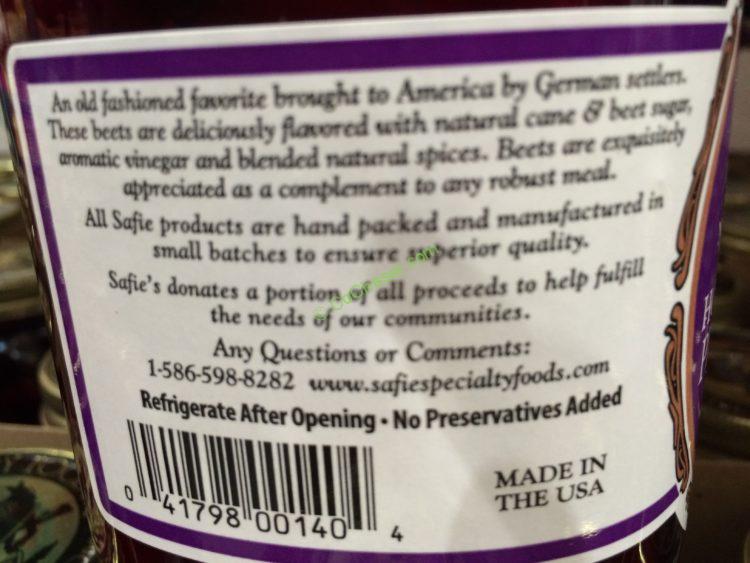 An old fashioned favorite brought to America by German settlers.
These beets are deliciously flavored with natural cane & beet sugar,
aromatic vinegar and blended natural spices. Beets are exquisitely
appreciated as a complement to any robust meal.
All Safie products are hand packed and manufactured in
small batches to ensure superior quality.
Safie's donates a portion of all proceeds to help fulfill
the needs of our communities.
Any Questions or Comments:
1-586-598-8282 www.safiespecialtyfoods.com
Refrigerate After Opening • No Preservatives Added
MADE IN
THE USA
0 41798 00140 4